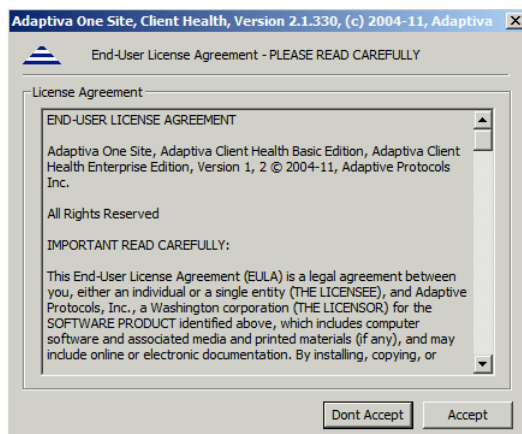 Adaptiva One Site, Client Health, Version 2.1.330, (c) 2004-11, Adaptiva
End-User License Agreement - PLEASE READ CAREFULLY
License Agreement
END-USER LICENSE AGREEMENT
Adaptiva One Site, Adaptiva Client Health Basic Edition, Adaptiva Client
Health Enterprise Edition, Version 1, 2 © 2004-11, Adaptive Protocols
Inc.
All Rights Reserved
IMPORTANT READ CAREFULLY:
This End-User License Agreement (EULA) is a legal agreement between
you, either an individual or a single entity (THE LICENSEE), and Adaptive
Protocols, Inc., a Washington corporation (THE LICENSOR) for the
SOFTWARE PRODUCT identified above, which includes computer
software and associated media and printed materials (if any), and may
include online or electronic documentation. By installing, copying, or
Dont Accept Accept